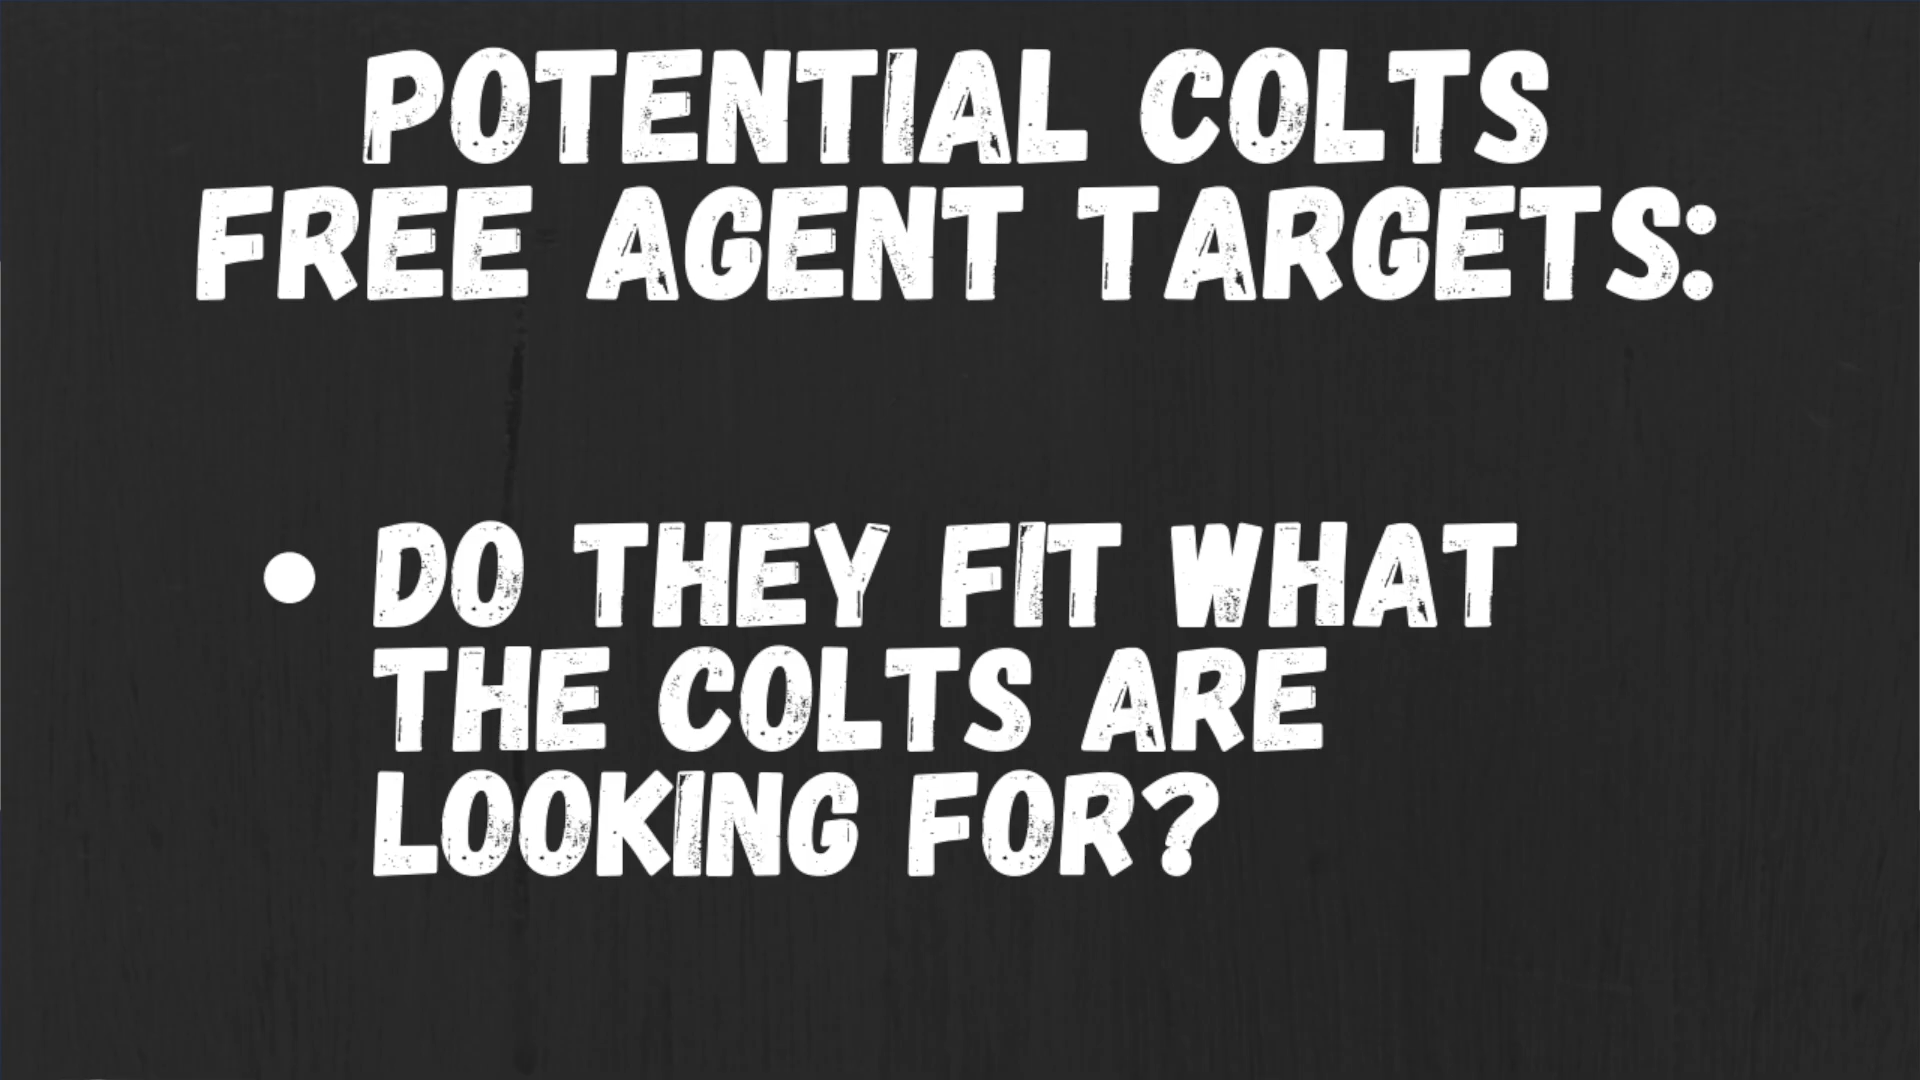 POTENTIAL COLTS
FREE AGENT TARGETS:
• DO THEY FIT WHAT
THE COLTS ARE
LOOKING FOR?